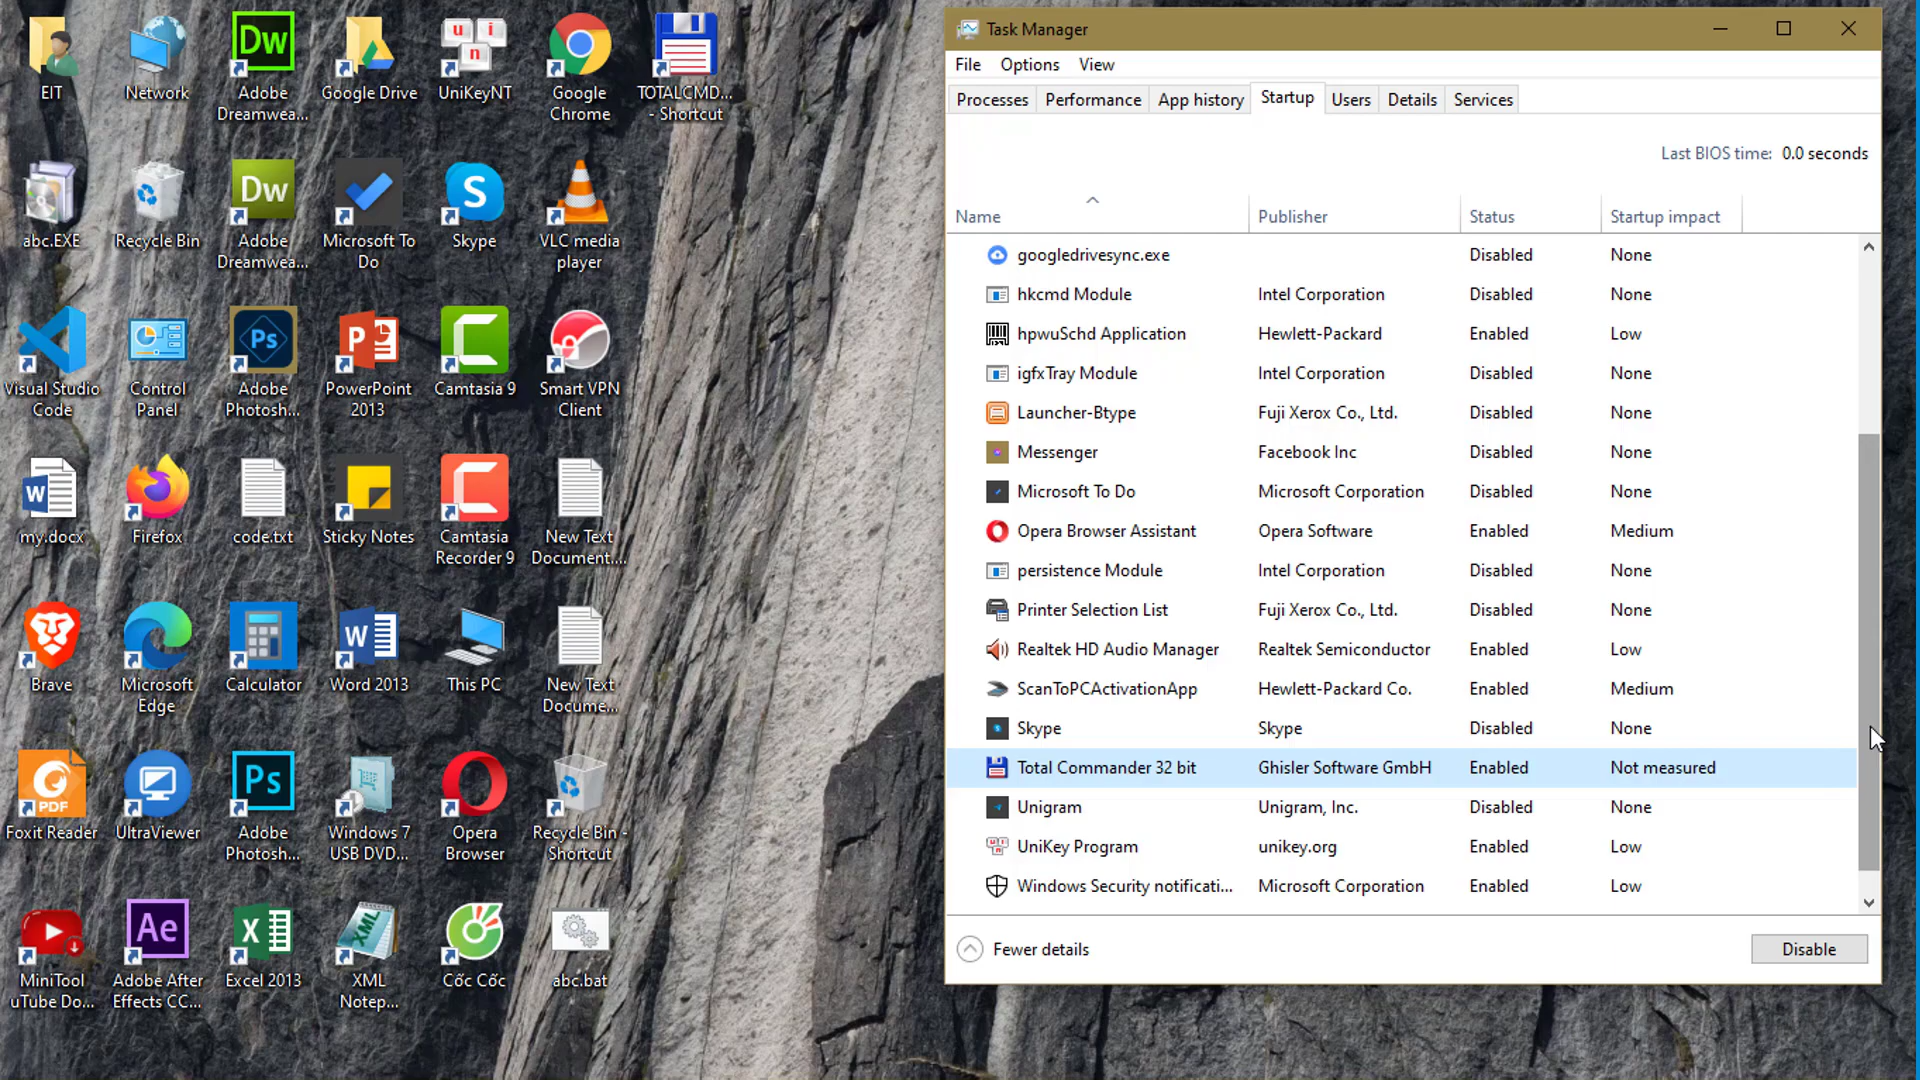 EIT
Network
Adobe
Dreamwea...
Google Drive
UniKeyNT
Google
Chrome
TOTALCMD...
- Shortcut
abc.EXE
Recycle Bin
Adobe
Dreamwea...
Microsoft To
Do
Skype
VLC media
player
Visual Studio
Code
Control
Panel
Adobe
Photosh...
PowerPoint
2013
Camtasia 9
Smart VPN
Client
my.docx
Firefox
code.txt
Sticky Notes
Camtasia
Recorder 9
New Text
Document....
Brave
Microsoft
Edge
Calculator
Word 2013
This PC
New Text
Docume...
Foxit Reader
UltraViewer
Adobe
Photosh...
Windows 7
USB DVD...
Opera
Browser
Recycle Bin -
Shortcut
MiniTool
uTube Do...
Adobe After
Effects CC...
Excel 2013
XML
Notep...
Cốc Cốc
abc.bat
Task Manager
File Options View
Processes Performance App history Startup Users Details Services
Last BIOS time: 0.0 seconds
Name Publisher Status Startup impact
googledrivesync.exe Disabled None
hkcmd Module Intel Corporation Disabled None
hpwuSchd Application Hewlett-Packard Enabled Low
igfxTray Module Intel Corporation Disabled None
Launcher-Btype Fuji Xerox Co., Ltd. Disabled None
Messenger Facebook Inc Disabled None
Microsoft To Do Microsoft Corporation Disabled None
Opera Browser Assistant Opera Software Enabled Medium
persistence Module Intel Corporation Disabled None
Printer Selection List Fuji Xerox Co., Ltd. Disabled None
Realtek HD Audio Manager Realtek Semiconductor Enabled Low
ScanToPCActivationApp Hewlett-Packard Co. Enabled Medium
Skype Skype Disabled None
Total Commander 32 bit Ghisler Software GmbH Enabled Not measured
Unigram Unigram, Inc. Disabled None
UniKey Program unikey.org Enabled Low
Windows Security notificati... Microsoft Corporation Enabled Low
Fewer details
Disable